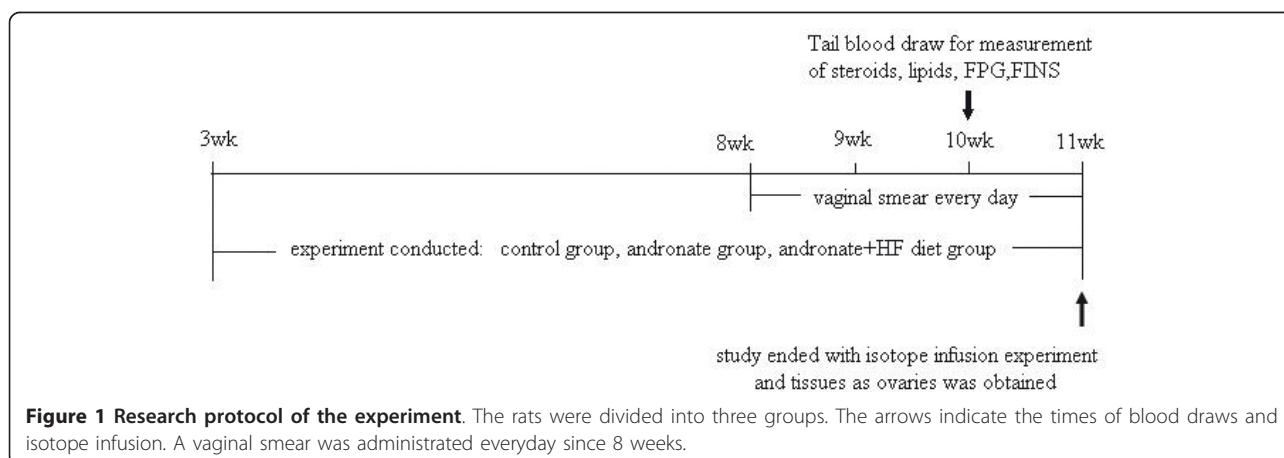 Tail blood draw for measurement
of steroids, lipids, FPG,FINS
3wk 8wk 9wk 10wk 11wk
vaginal smear every day
experiment conducted: control group, andronate group, andronate+HF diet group
study ended with isotope infusion experiment
and tissues as ovaries was obtained
Figure 1 Research protocol of the experiment. The rats were divided into three groups. The arrows indicate the times of blood draws and
isotope infusion. A vaginal smear was administrated everyday since 8 weeks.